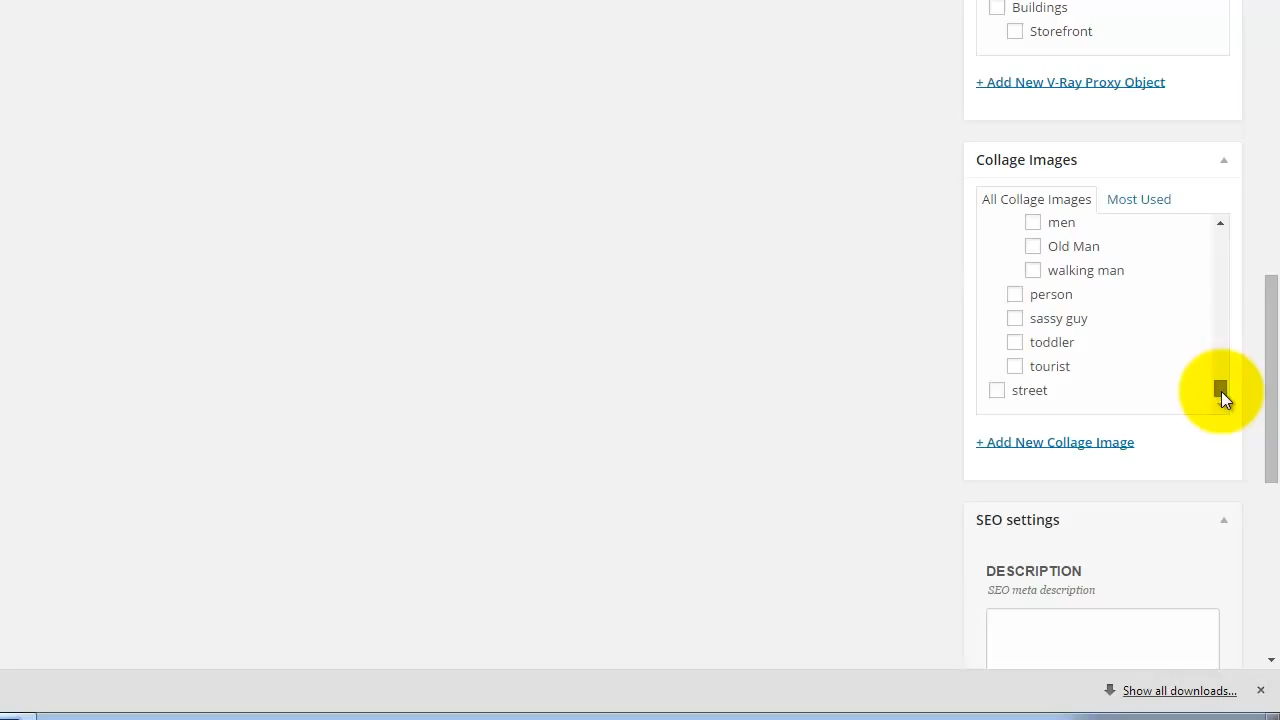 Buildings
Storefront
+ Add New V-Ray Proxy Object
Collage Images
All Collage Images
Most Used
men
Old Man
walking man
person
sassy guy
toddler
tourist
street
+ Add New Collage Image
SEO settings
DESCRIPTION
SEO meta description
Show all downloads...